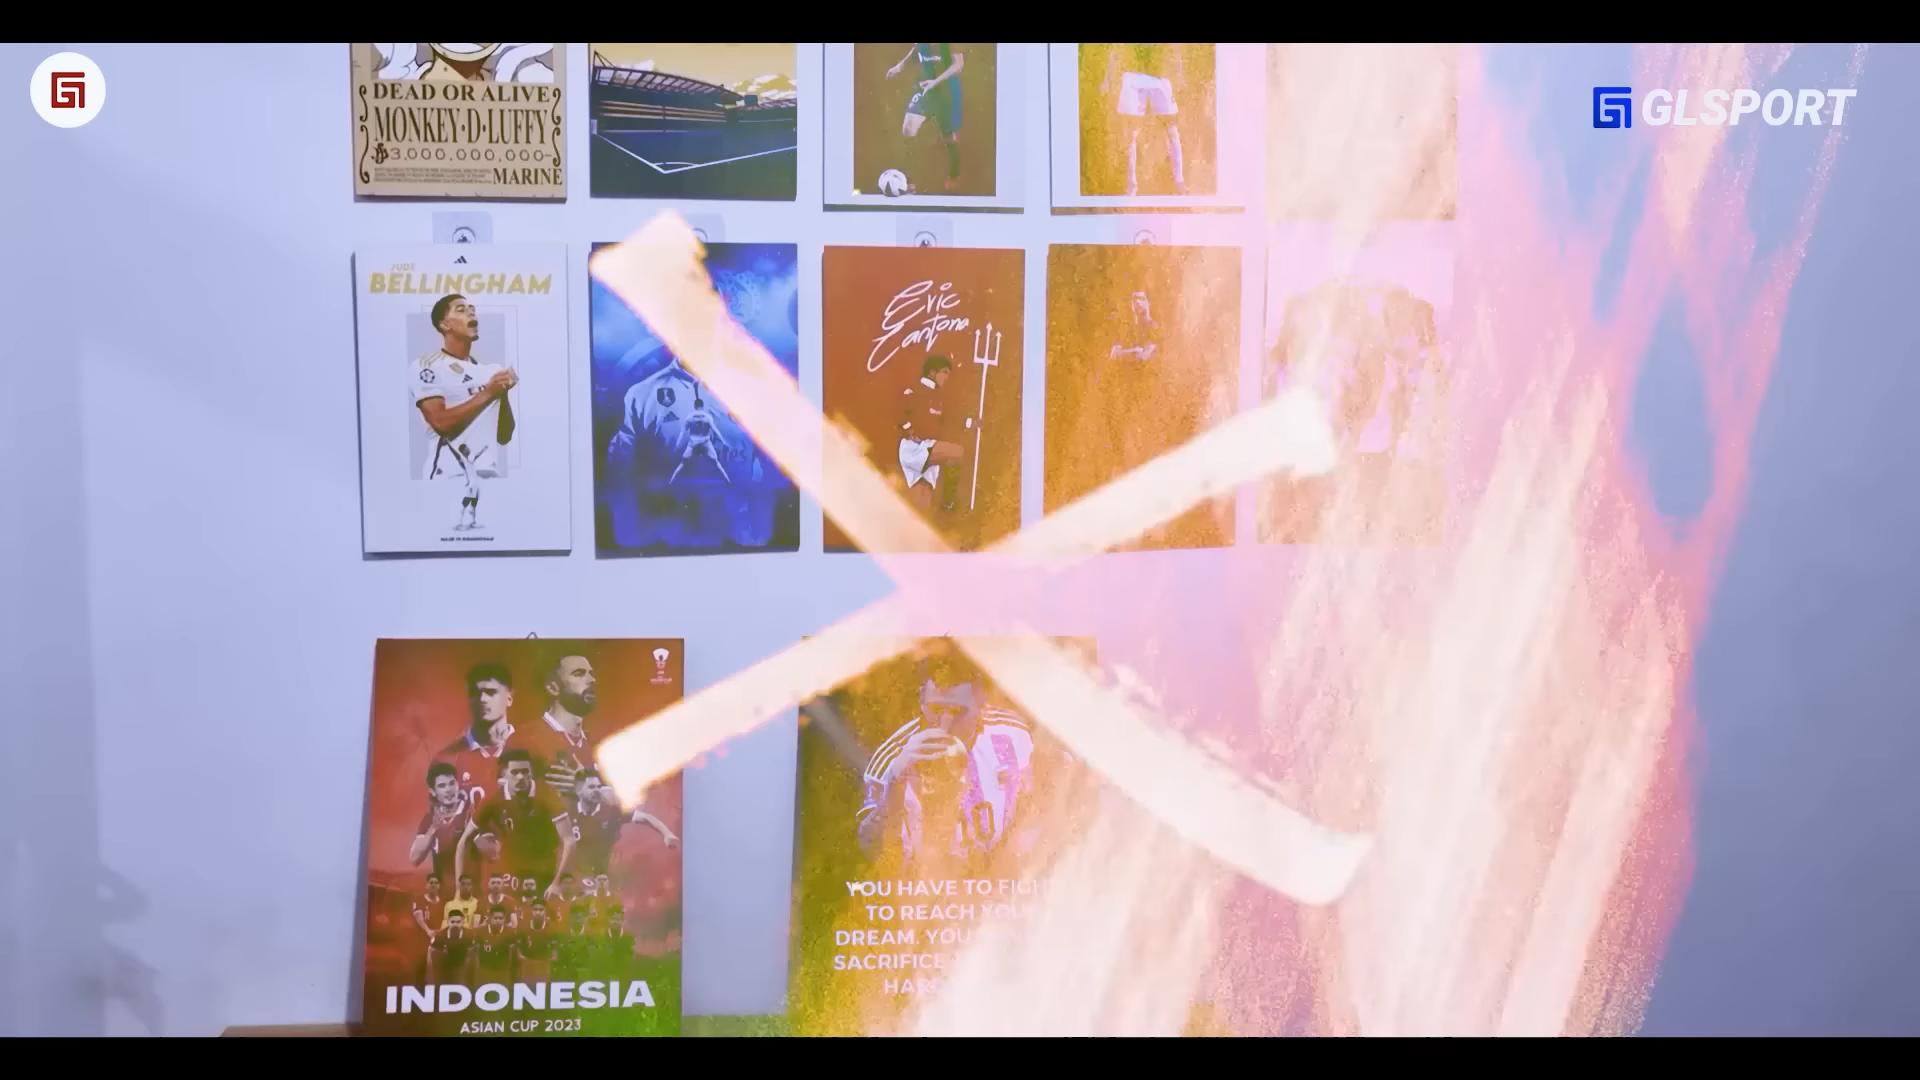 GLSPORT
DEAD OR ALIVE
MONKEY·D·LUFFY
3,000,000,000-
MARINE
JUDE
BELLINGHAM
Eric
Cantona
10
YOU HAVE TO FIGH
TO REACH YOU
DREAM. YOU
SACRIFICE
HAR
INDONESIA
ASIAN CUP 2023